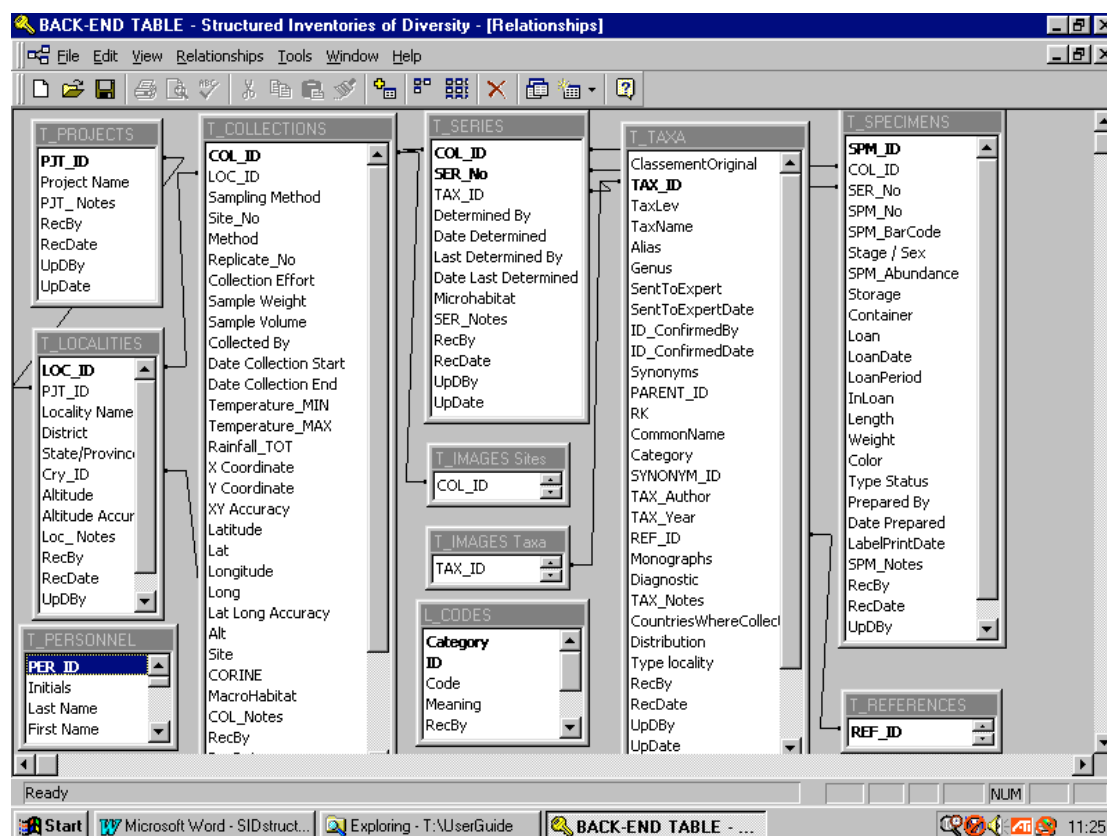 BACK-END TABLE - Structured Inventories of Diversity - [Relationships]
File Edit View Relationships Tools Window Help
T_PROJECTS
PJT_ID
Project Name
PJT_ Notes
RecBy
RecDate
UpDBy
UpDate
T_LOCALITIES
LOC_ID
PJT_ID
Locality Name
District
State/Provinc
Cry_ID
Altitude
Altitude Accur
Loc_ Notes
RecBy
RecDate
UpDBy
T_PERSONNEL
PER_ID
Initials
Last Name
First Name
T_COLLECTIONS
COL_ID
LOC_ID
Sampling Method
Site_No
Method
Replicate_No
Collection Effort
Sample Weight
Sample Volume
Collected By
Date Collection Start
Date Collection End
Temperature_MIN
Temperature_MAX
Rainfall_TOT
X Coordinate
Y Coordinate
XY Accuracy
Latitude
Lat
Longitude
Long
Lat Long Accuracy
Alt
Site
CORINE
MacroHabitat
COL_Notes
RecBy
T_SERIES
COL_ID
SER_No
TAX_ID
Determined By
Date Determined
Last Determined By
Date Last Determined
Microhabitat
SER_Notes
RecBy
RecDate
UpDBy
UpDate
T_IMAGES Sites
COL_ID
T_IMAGES Taxa
TAX_ID
L_CODES
Category
ID
Code
Meaning
RecBy
T_TAXA
ClassementOriginal
TAX_ID
TaxLev
TaxName
Alias
Genus
SentToExpert
SentToExpertDate
ID_ConfirmedBy
ID_ConfirmedDate
Synonyms
PARENT_ID
RK
CommonName
Category
SYNONYM_ID
TAX_Author
TAX_Year
REF_ID
Monographs
Diagnostic
TAX_Notes
CountriesWhereCollect
Distribution
Type locality
RecBy
RecDate
UpDBy
UpDate
T_SPECIMENS
SPM_ID
COL_ID
SER_No
SPM_No
SPM_BarCode
Stage / Sex
SPM_Abundance
Storage
Container
Loan
LoanDate
LoanPeriod
InLoan
Length
Weight
Color
Type Status
Prepared By
Date Prepared
LabelPrintDate
SPM_Notes
RecBy
RecDate
UpDBy
T_REFERENCES
REF_ID
Ready
NUM
Start
Microsoft Word - SIDstruct...
Exploring - T:\UserGuide
BACK-END TABLE - ...
11:25